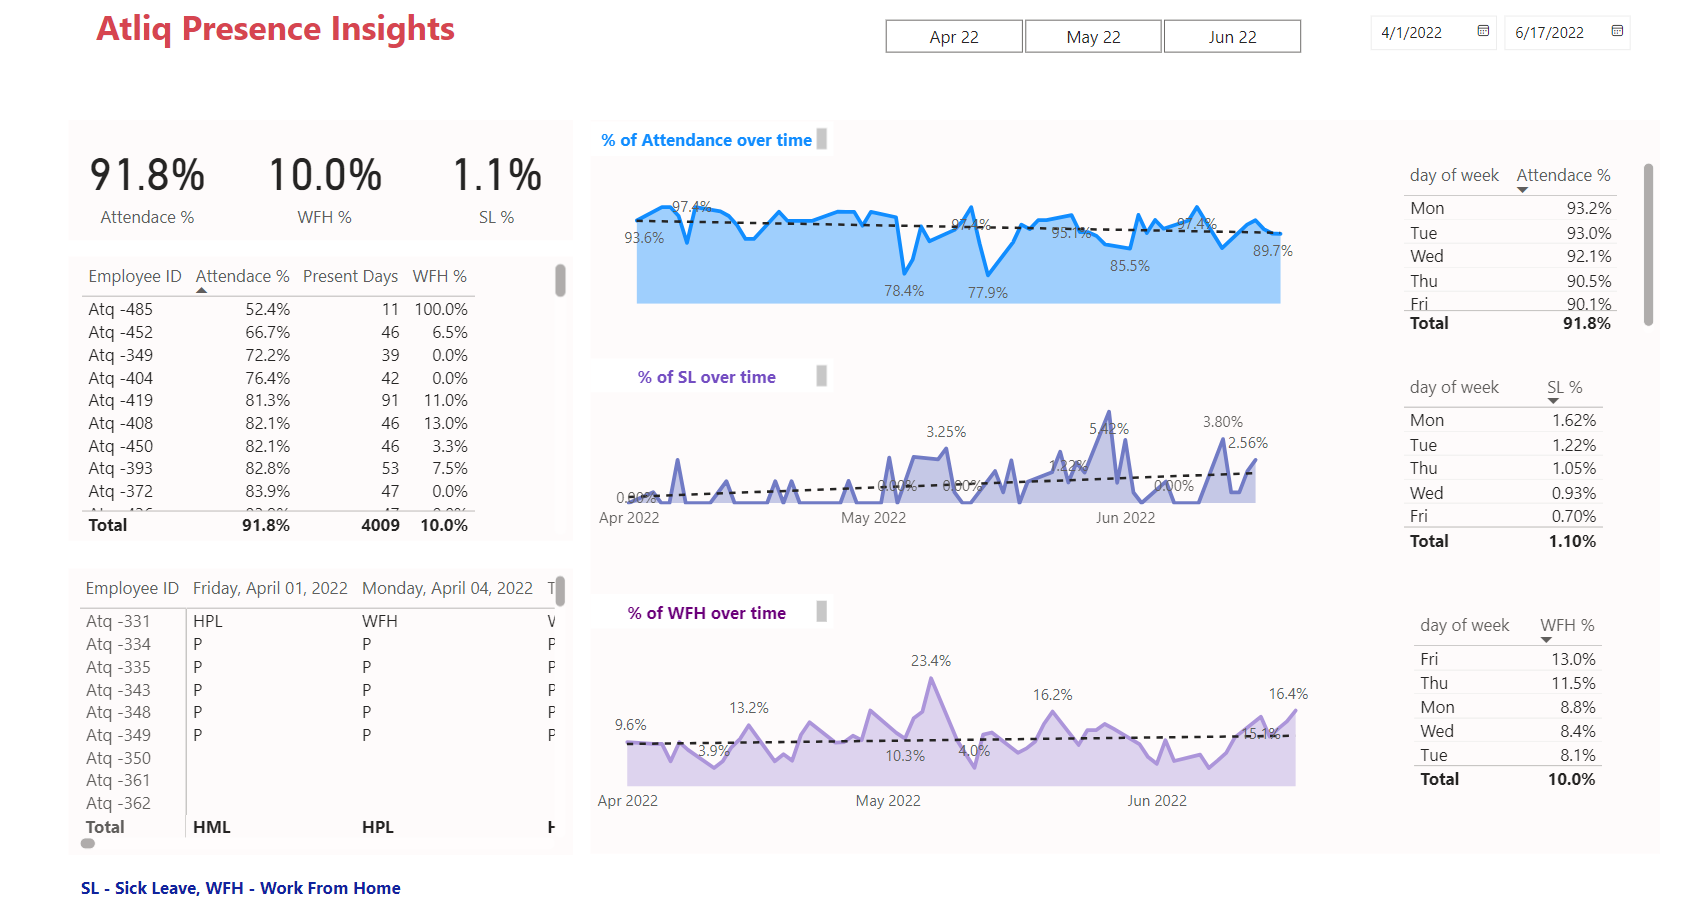 Atliq Presence Insights
Apr 22 May 22 Jun 22
4/1/2022 6/17/2022
91.8% 10.0% 1.1%
Attendace % WFH % SL %
Employee ID Attendace % Present Days WFH %
Atq -485 52.4% 11 100.0%
Atq -452 66.7% 46 6.5%
Atq -349 72.2% 39 0.0%
Atq -404 76.4% 42 0.0%
Atq -419 81.3% 91 11.0%
Atq -408 82.1% 46 13.0%
Atq -450 82.1% 46 3.3%
Atq -393 82.8% 53 7.5%
Atq -372 83.9% 47 0.0%
Total 91.8% 4009 10.0%
Employee ID Friday, April 01, 2022 Monday, April 04, 2022 T
Atq -331 HPL WFH
Atq -334 P P P
Atq -335 P P P
Atq -343 P P P
Atq -348 P P P
Atq -349 P P P
Atq -350
Atq -361
Atq -362
Total HML HPL
% of Attendance over time
97.4%
93.6%
97.4%
95.1%
97.4%
89.7%
85.5%
78.4%
77.9%
% of SL over time
5.42%
3.80%
3.25%
2.56%
1.22%
0.00%
0.00%
0.00%
0.00%
Apr 2022 May 2022 Jun 2022
% of WFH over time
23.4%
16.2%
16.4%
13.2%
9.6%
15.1%
3.9%
10.3%
4.0%
Apr 2022 May 2022 Jun 2022
day of week Attendace %
Mon 93.2%
Tue 93.0%
Wed 92.1%
Thu 90.5%
Fri 90.1%
Total 91.8%
day of week SL %
Mon 1.62%
Tue 1.22%
Thu 1.05%
Wed 0.93%
Fri 0.70%
Total 1.10%
day of week WFH %
Fri 13.0%
Thu 11.5%
Mon 8.8%
Wed 8.4%
Tue 8.1%
Total 10.0%
SL - Sick Leave, WFH - Work From Home